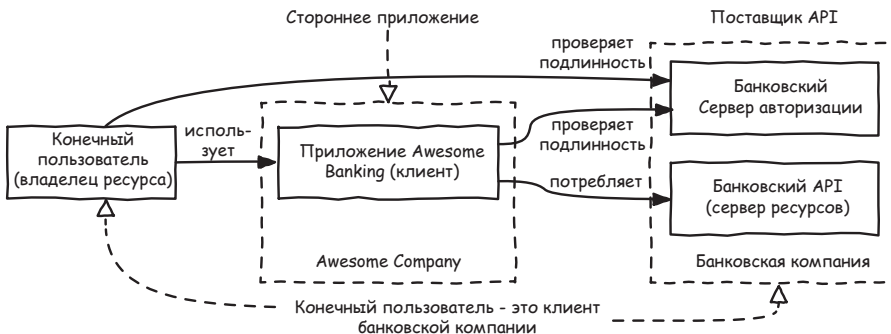 Стороннее приложение
Поставщик API
проверяет
подлинность
Банковский
Сервер авторизации
Конечный
пользователь
(владелец ресурса)
исполь-
зует
Приложение Awesome
Banking (клиент)
проверяет
подлинность
потребляет
Банковский API
(сервер ресурсов)
Awesome Company
Банковская компания
Конечный пользователь - это клиент
банковской компании